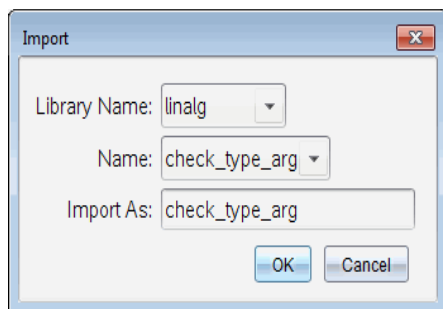 Import
Library Name: linalg
Name: check_type_arg
Import As: check_type_arg
OK Cancel